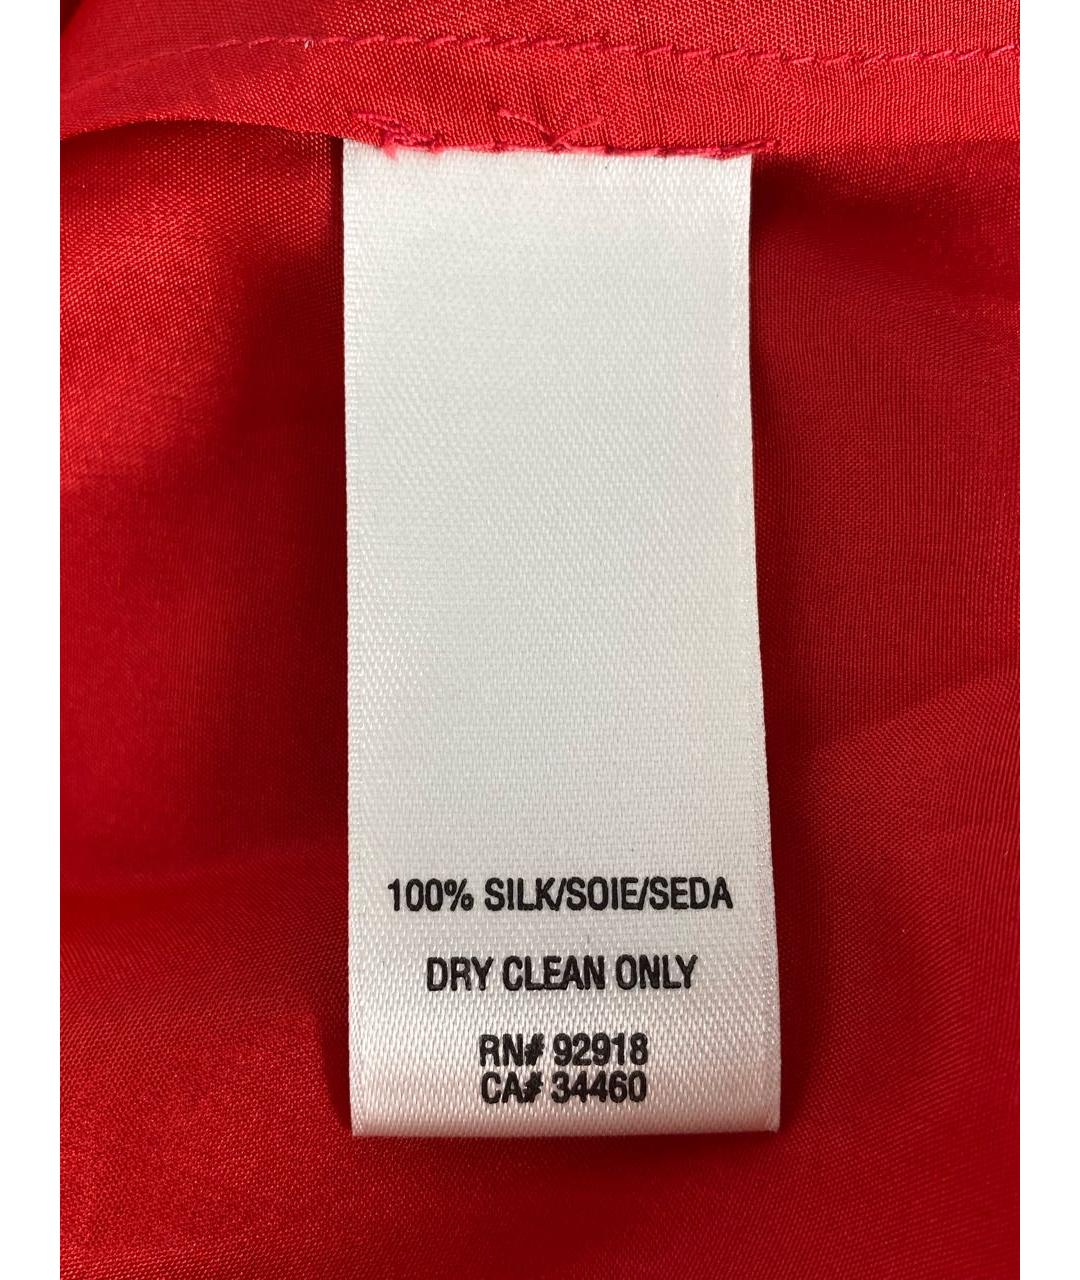 100% SILK/SOIE/SEDA
DRY CLEAN ONLY
RN# 92918
CA# 34460